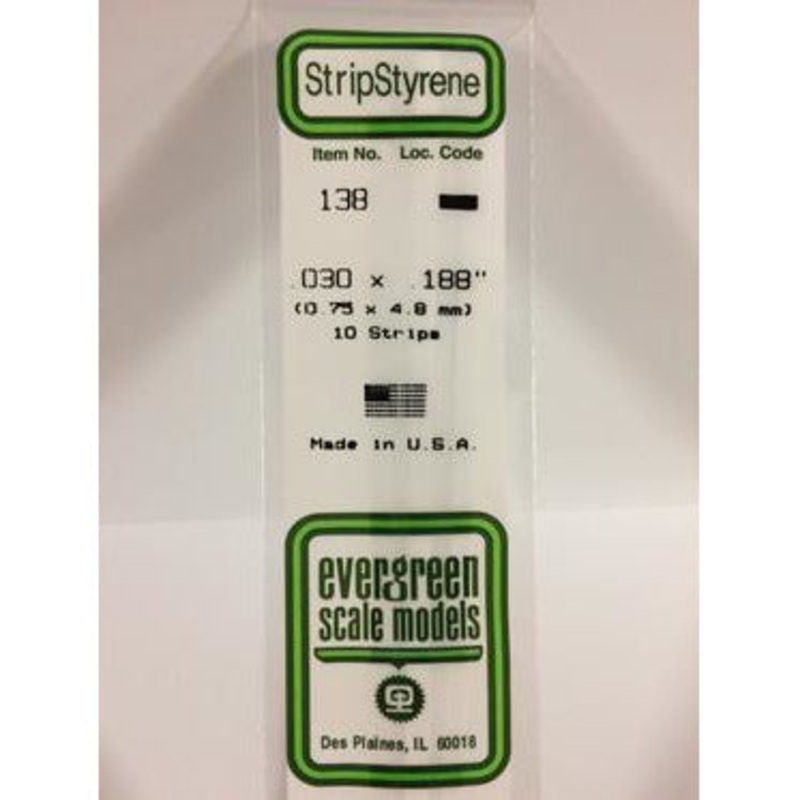 StripStyrene
Item No. Loc. Code
138
.030 x .188"
(0.75 x 4.8 mm)
10 Strips
Made in U.S.A.
evergreen
scale models
Des Plaines, IL 60018